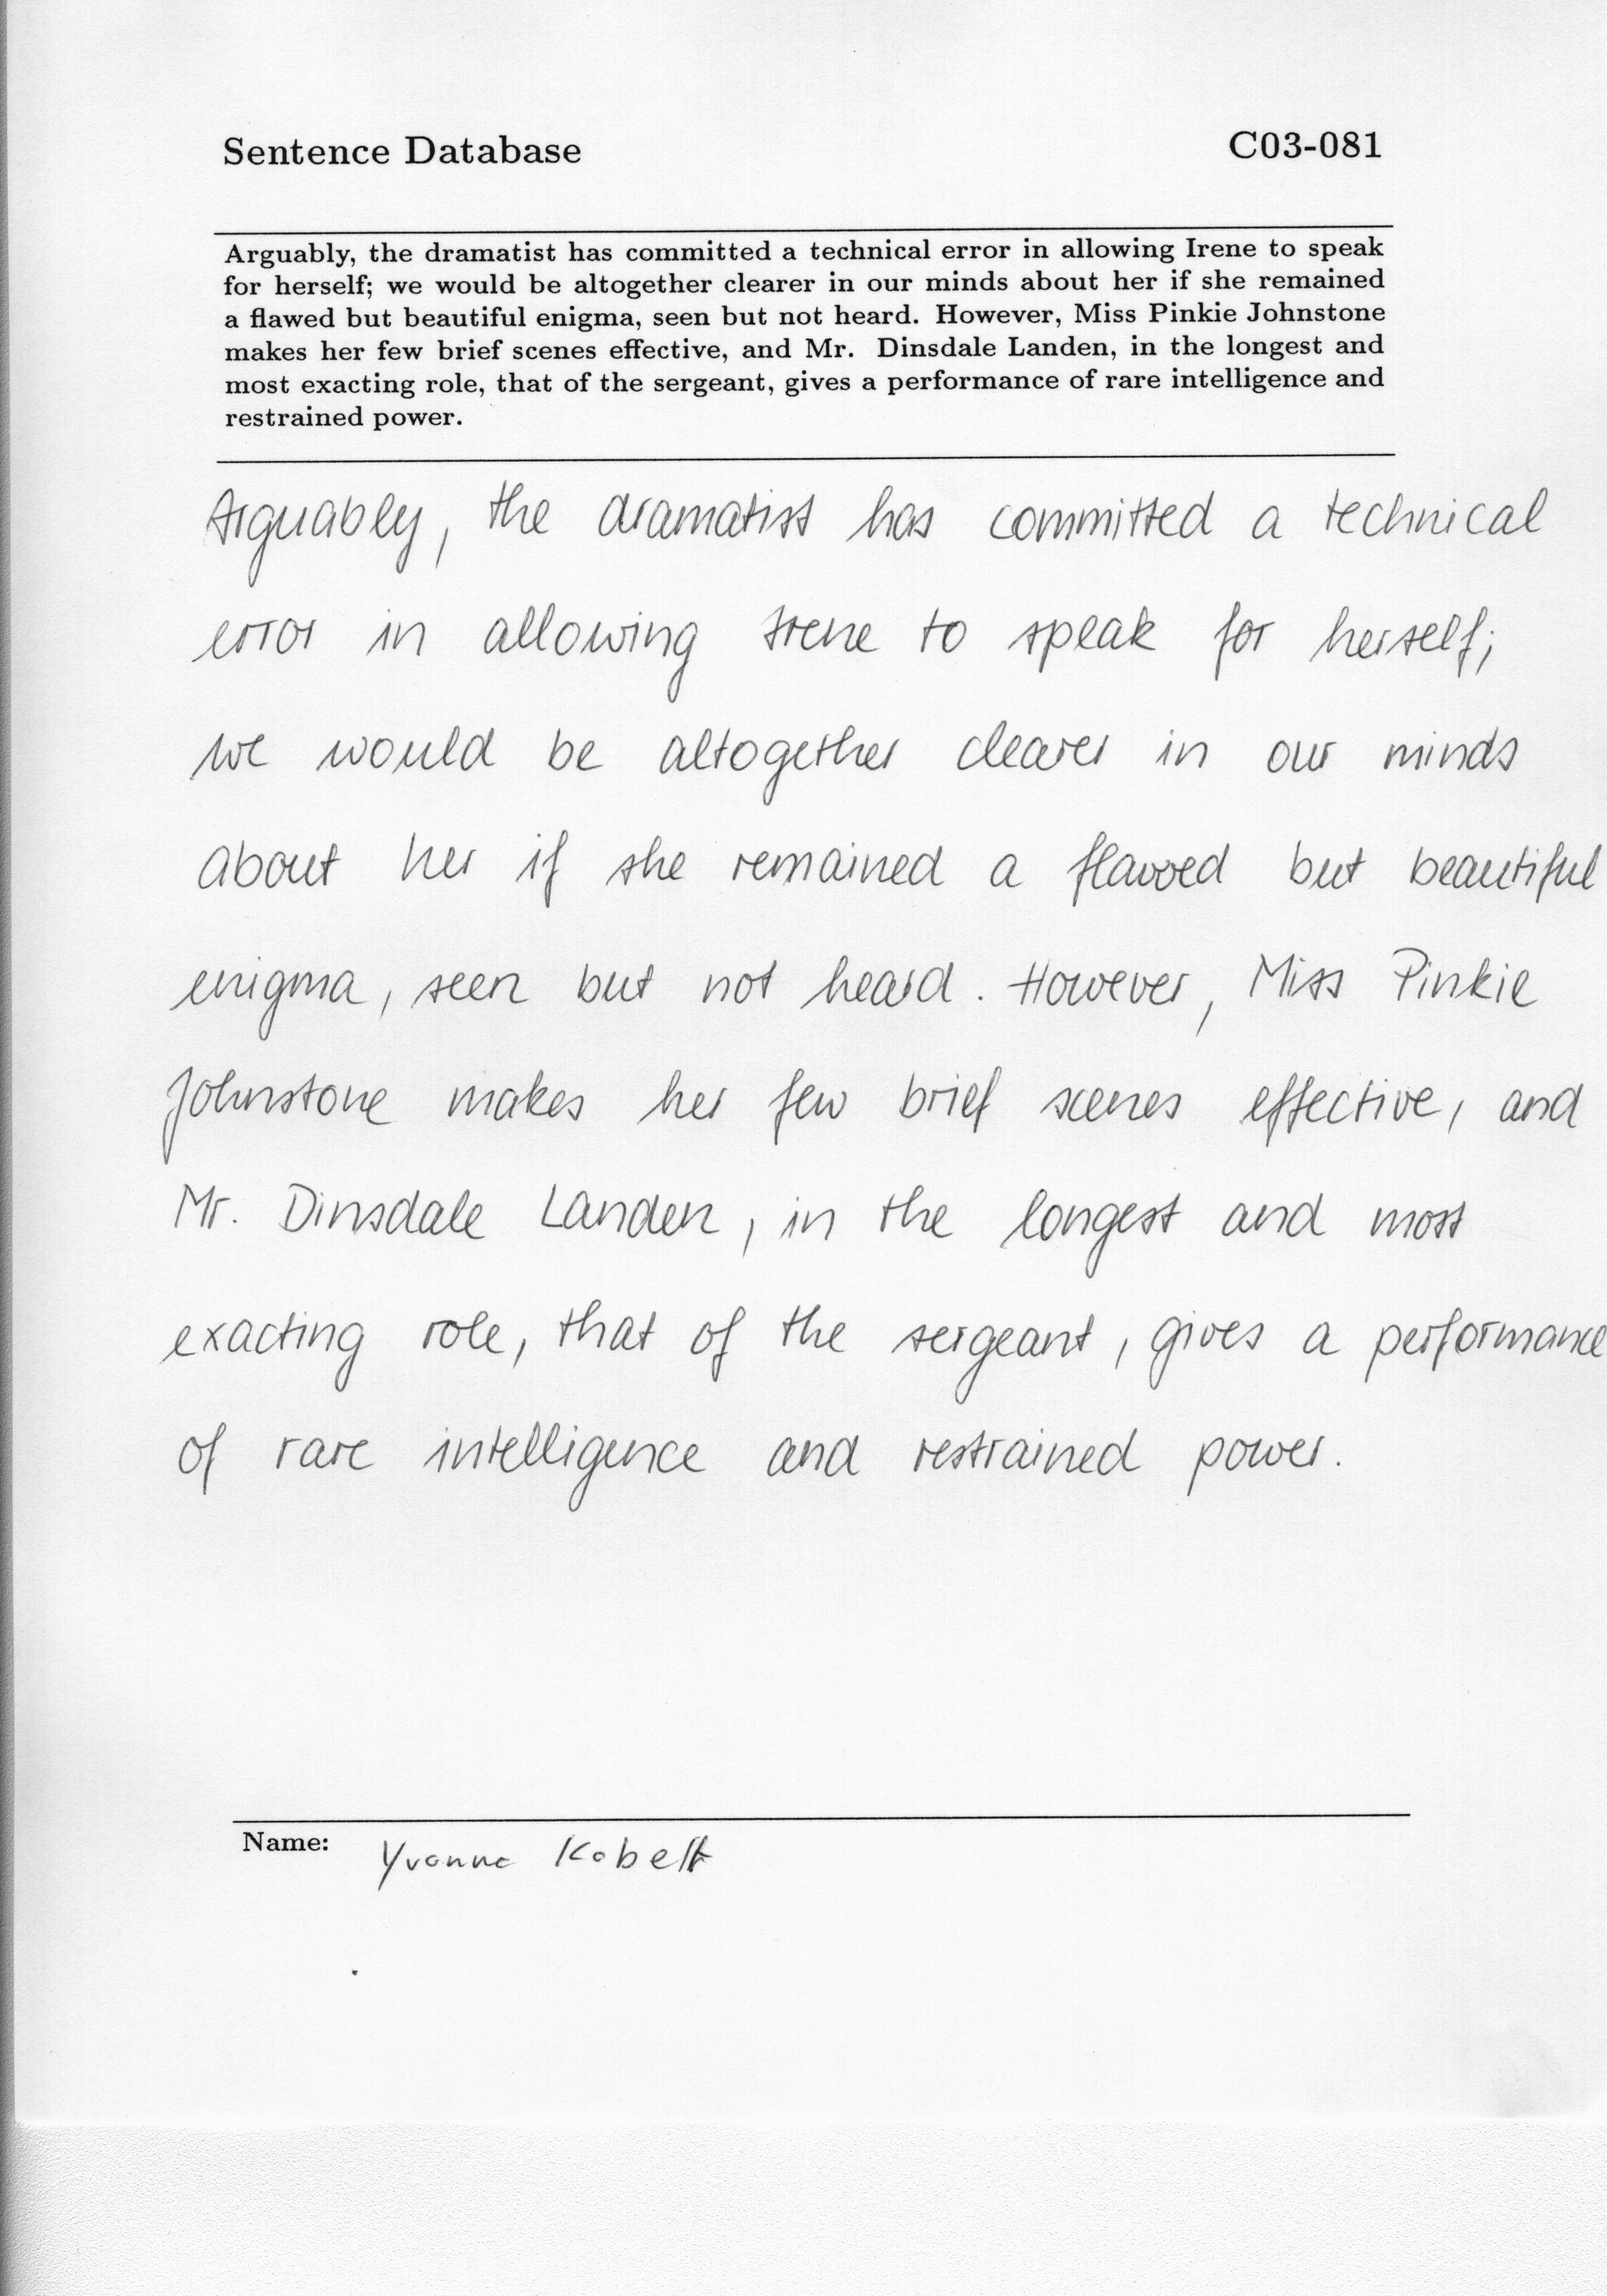 Sentence Database C03-081
Arguably, the dramatist has committed a technical error in allowing Irene to speak
for herself; we would be altogether clearer in our minds about her if she remained
a flawed but beautiful enigma, seen but not heard. However, Miss Pinkie Johnstone
makes her few brief scenes effective, and Mr. Dinsdale Landen, in the longest and
most exacting role, that of the sergeant, gives a performance of rare intelligence and
restrained power.
Arguably, the dramatist has committed a technical
error in allowing Irene to speak for herself;
we would be altogether clearer in our minds
about her if she remained a flawed but beautiful
enigma, seen but not heard. However, Miss Pinkie
Johnstone makes her few brief scenes effective, and
Mr. Dinsdale Landen, in the longest and most
exacting role, that of the sergeant, gives a performance
of rare intelligence and restrained power.
Name: Yvonne Kobelt